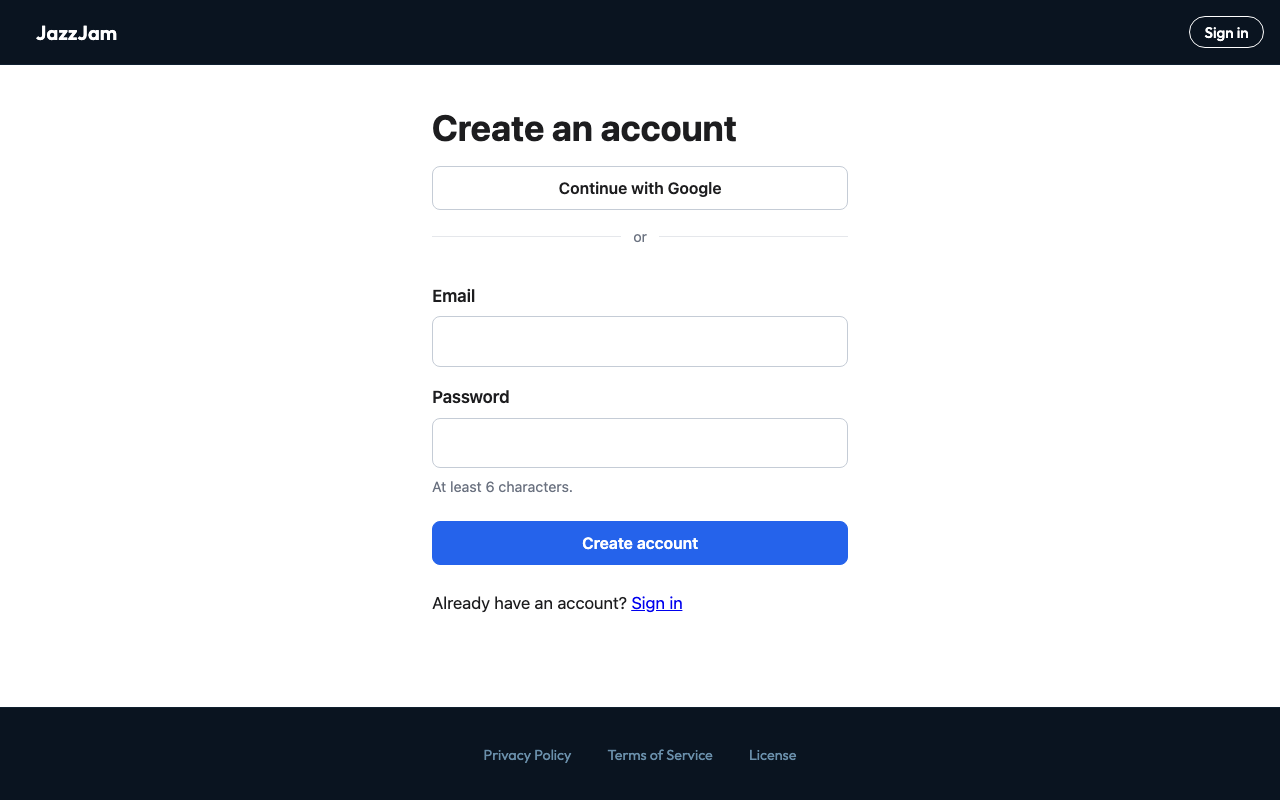 JazzJam
Sign in
Create an account
Continue with Google
or
Email
Password
At least 6 characters.
Create account
Already have an account? Sign in
Privacy Policy
Terms of Service
License